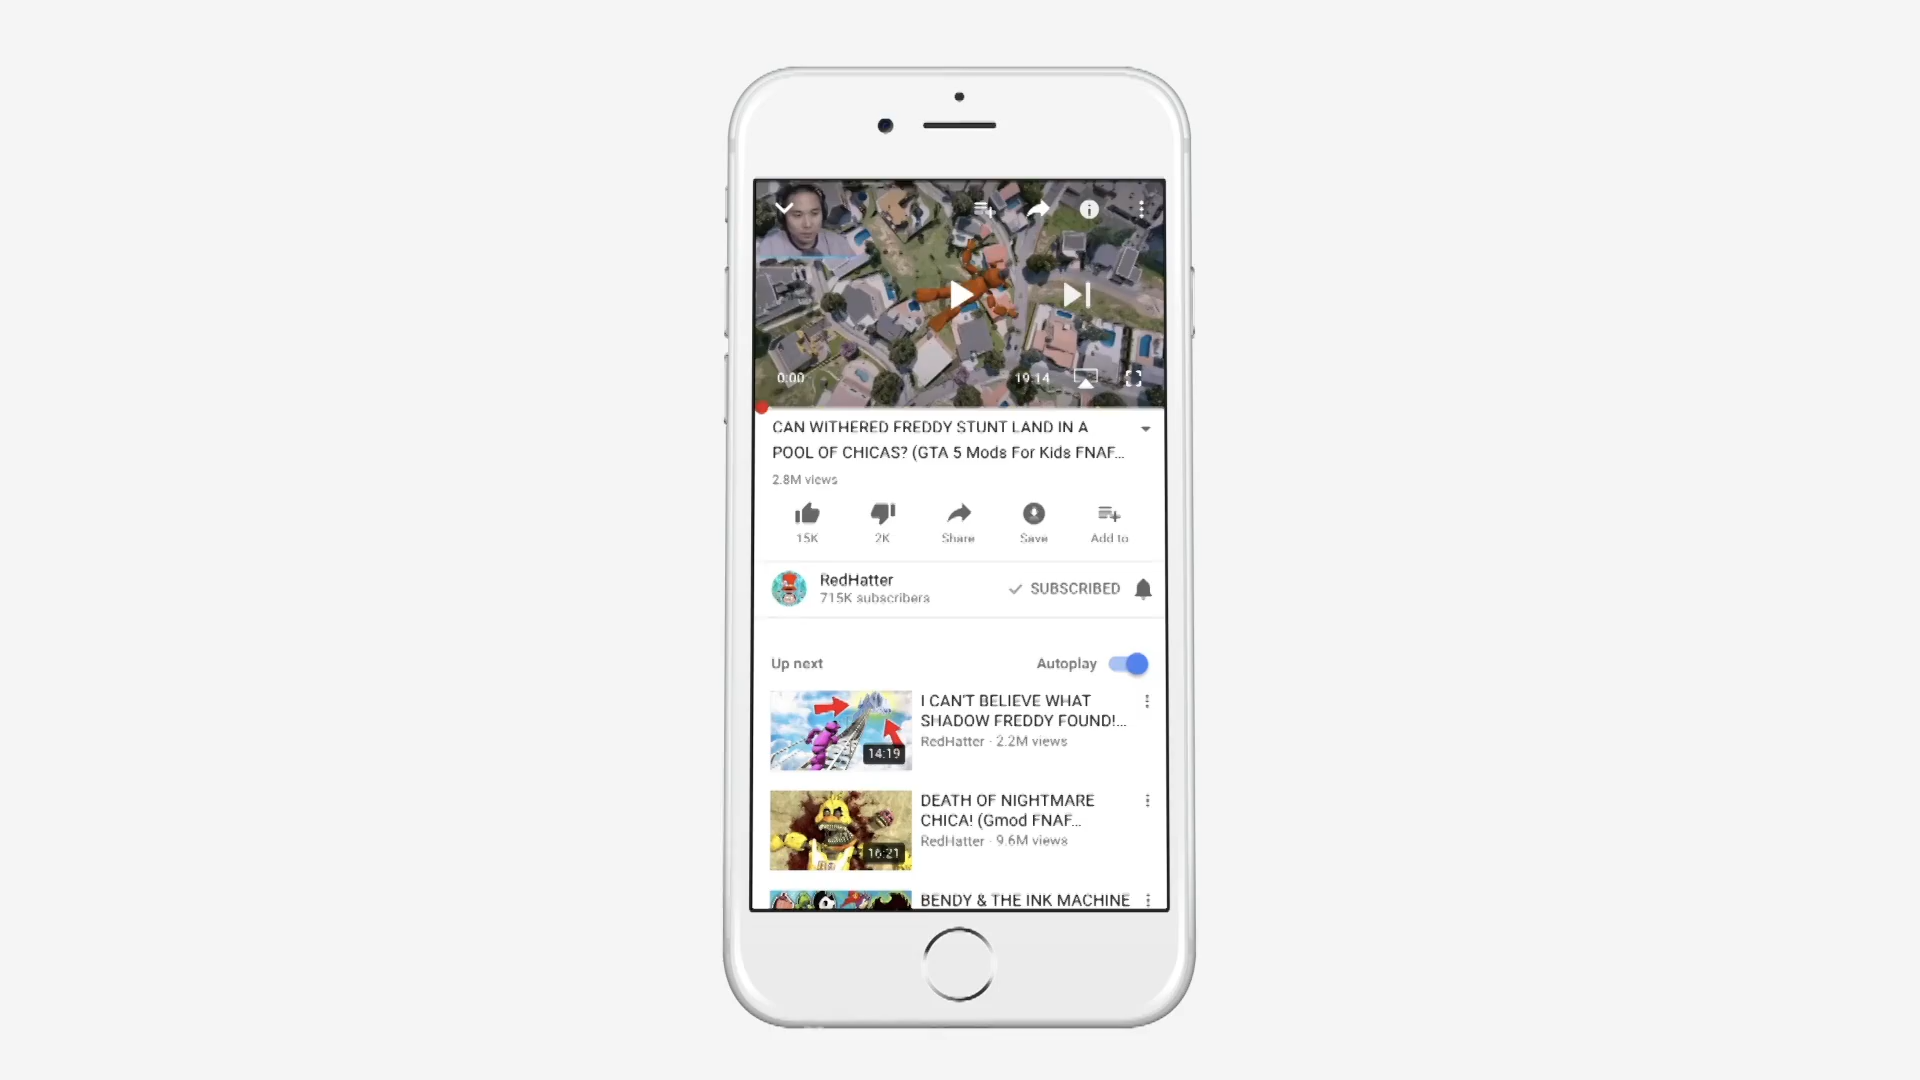 0:00
19:14
CAN WITHERED FREDDY STUNT LAND IN A
POOL OF CHICAS? (GTA 5 Mods For Kids FNAF...
2.8M views
15K
2K
Share
Save
Add to
RedHatter
715K subscribers
SUBSCRIBED
Up next
Autoplay
14:19
I CAN'T BELIEVE WHAT
SHADOW FREDDY FOUND!...
RedHatter · 2.2M views
16:21
DEATH OF NIGHTMARE
CHICA! (Gmod FNAF...
RedHatter · 9.6M views
BENDY & THE INK MACHINE